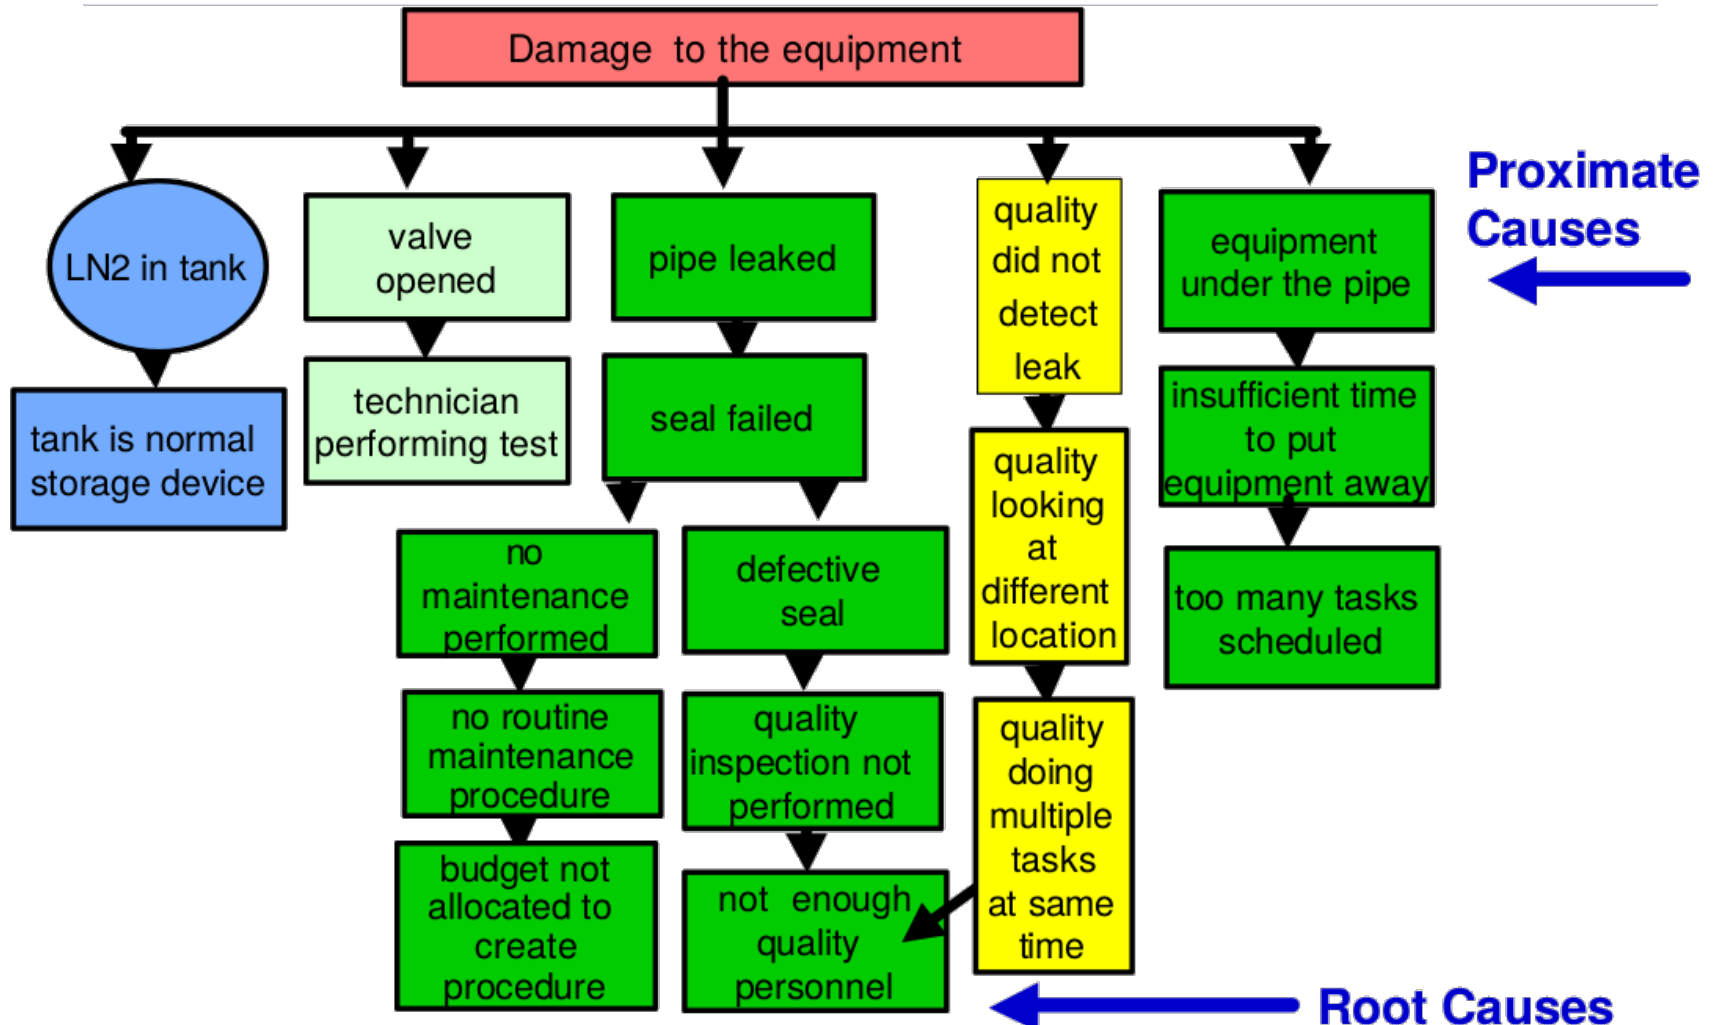 Damage to the equipment
Proximate
Causes
LN2 in tank
valve
opened
pipe leaked
quality
did not
detect
leak
equipment
under the pipe
tank is normal
storage device
technician
performing test
seal failed
quality
looking
at
different
location
insufficient time
to put
equipment away
no
maintenance
performed
defective
seal
too many tasks
scheduled
no routine
maintenance
procedure
quality
inspection not
performed
quality
doing
multiple
tasks
at same
time
budget not
allocated to
create
procedure
not enough
quality
personnel
Root Causes